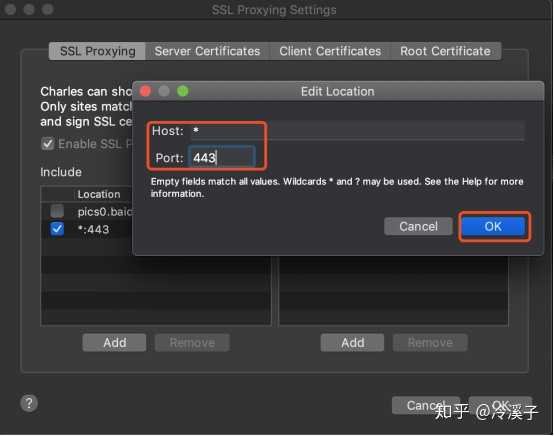 SSL Proxying Settings
SSL Proxying
Server Certificates
Client Certificates
Root Certificate
Charles can sho
Only sites match
and sign SSL ce
Enable SSL P
Edit Location
Host: *
Port: 443
Empty fields match all values. Wildcards * and ? may be used. See the Help for more
information.
Cancel
OK
Include
Location
pics0.baid
*:443
Add
Remove
Add
Remove
?
Cancel
OK
知乎 @冷溪子